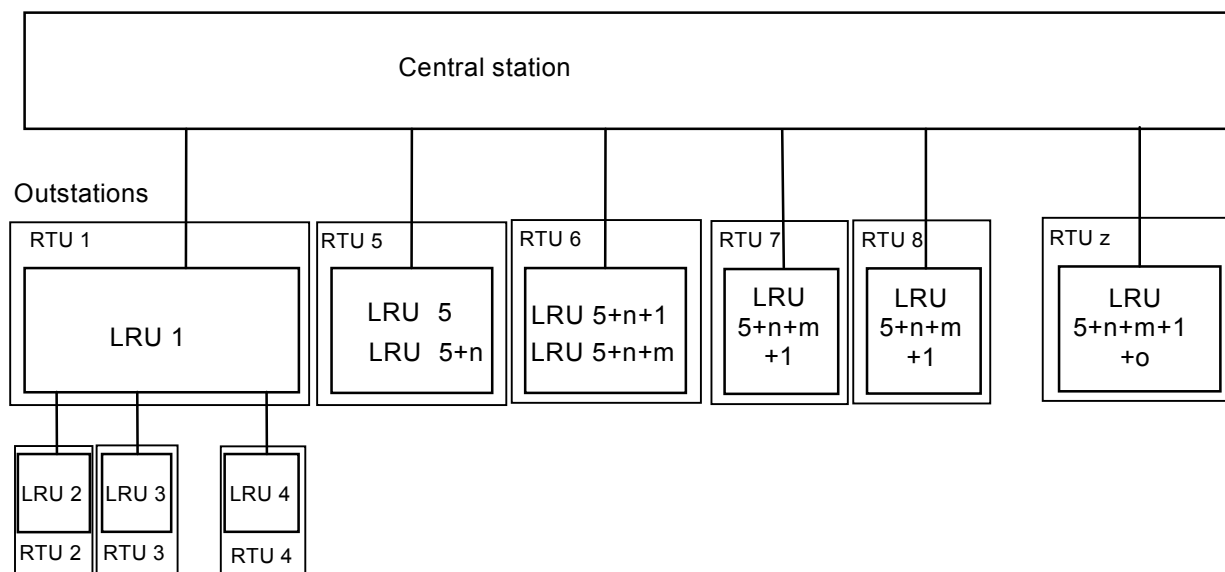 Central station
Outstations
RTU 1
LRU 1
RTU 5
LRU 5
LRU 5+n
RTU 6
LRU 5+n+1
LRU 5+n+m
RTU 7
LRU
5+n+m
+1
RTU 8
LRU
5+n+m
+1
RTU z
LRU
5+n+m+1
+o
LRU 2
RTU 2
LRU 3
RTU 3
LRU 4
RTU 4